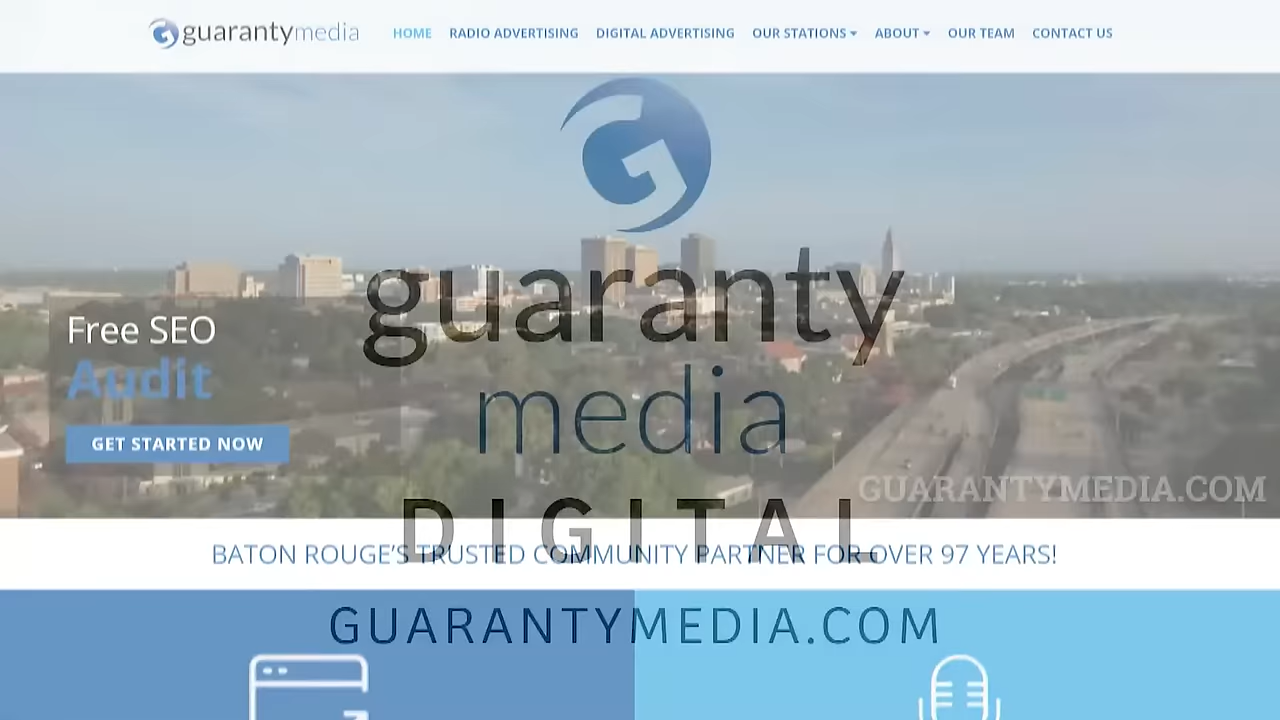 guarantymedia HOME RADIO ADVERTISING DIGITAL ADVERTISING OUR STATIONS ABOUT OUR TEAM CONTACT US
guaranty
Free SEO
Audit
media
GET STARTED NOW
GUARANTYMEDIA.COM
DIGITAL
BATON ROUGE'S TRUSTED COMMUNITY PARTNER FOR OVER 97 YEARS!
GUARANTYMEDIA.COM